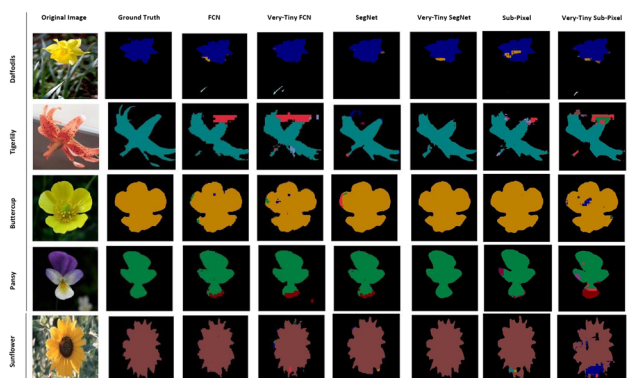 Original Image Ground Truth FCN Very-Tiny FCN SegNet Very-Tiny SegNet Sub-Pixel Very-Tiny Sub-Pixel
Daffodils
Tigerlily
Buttercup
Pansy
Sunflower